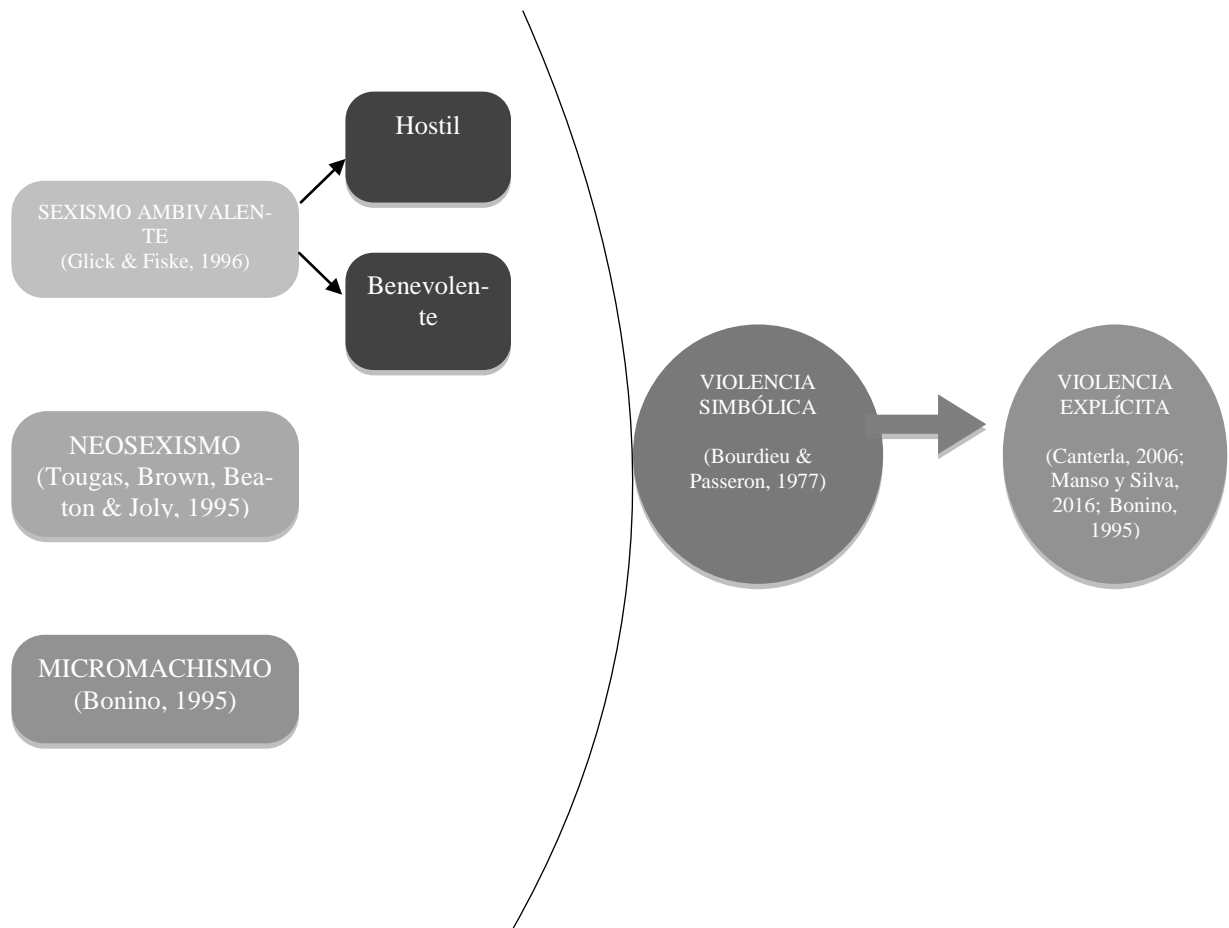 Hostil
SEXISMO AMBIVALEN-
TE
(Glick & Fiske, 1996)
Benevolen-
te
NEOSEXISMO
(Tougas, Brown, Bea-
ton & Joly, 1995)
MICROMACHISMO
(Bonino, 1995)
VIOLENCIA
SIMBÓLICA
(Bourdieu &
Passeron, 1977)
VIOLENCIA
EXPLÍCITA
(Canterla, 2006;
Manso y Silva,
2016; Bonino,
1995)